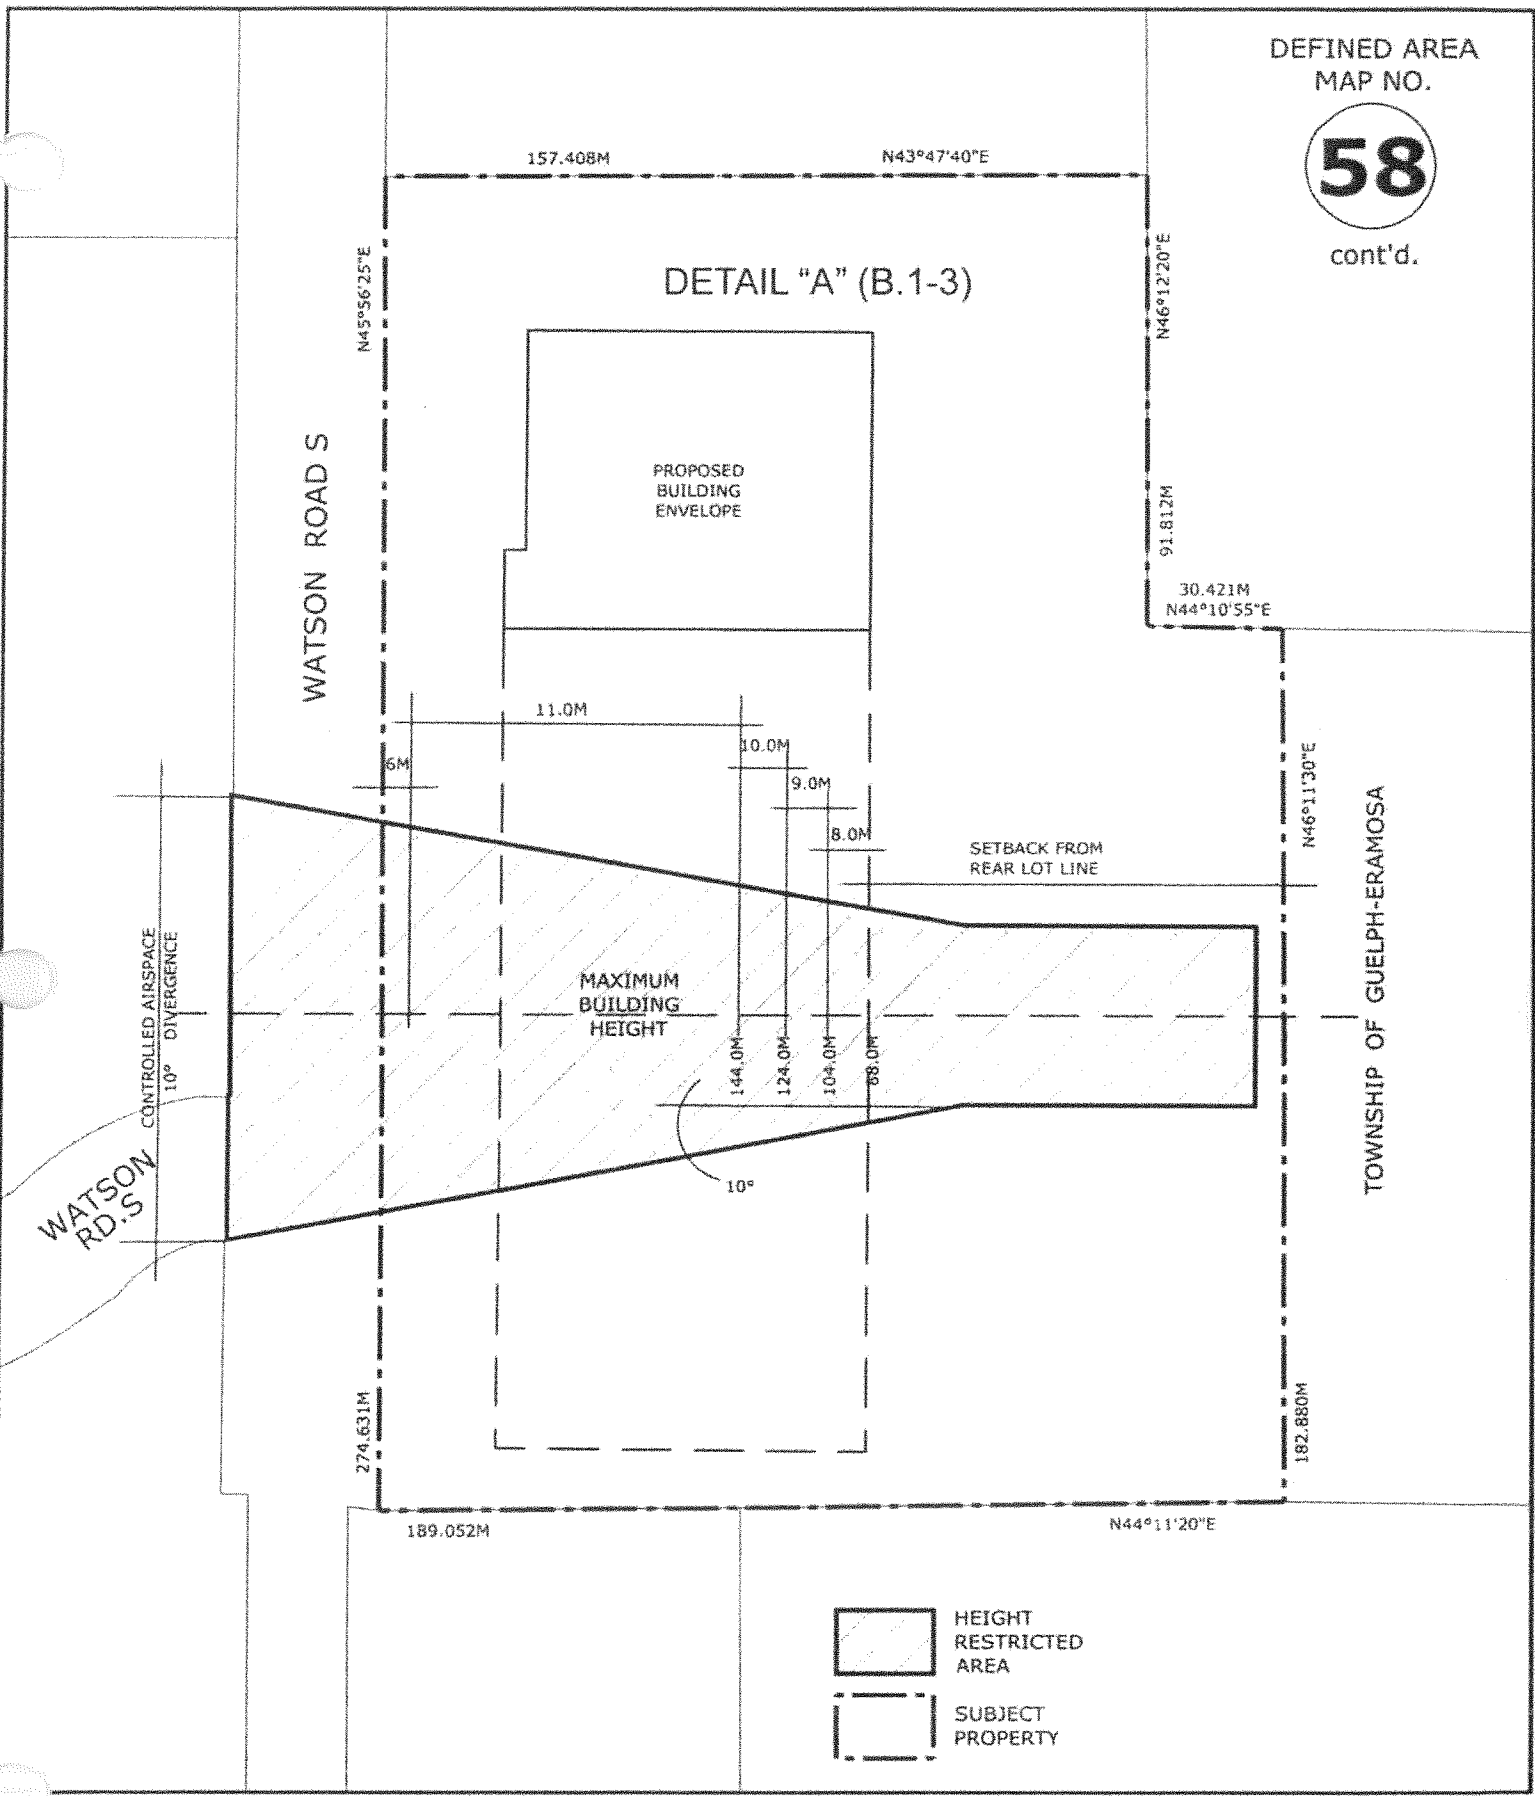 DEFINED AREA
MAP NO.
58
cont'd.
157.408M
N43°47'40"E
N45°56'25"E
DETAIL “A” (B.1-3)
N46°12'20"E
WATSON ROAD S
PROPOSED
BUILDING
ENVELOPE
91.812M
30.421M
N44°10'55"E
11.0M
10.0M
6M
9.0M
8.0M
N46°11'30"E
SETBACK FROM
REAR LOT LINE
TOWNSHIP OF GUELPH-ERAMOSA
CONTROLLED AIRSPACE
10° DIVERGENCE
MAXIMUM
BUILDING
HEIGHT
144.0M
124.0M
104.0M
68.0M
10°
WATSON
RD.S
274.631M
182.880M
189.052M
N44°11'20"E
HEIGHT
RESTRICTED
AREA
SUBJECT
PROPERTY